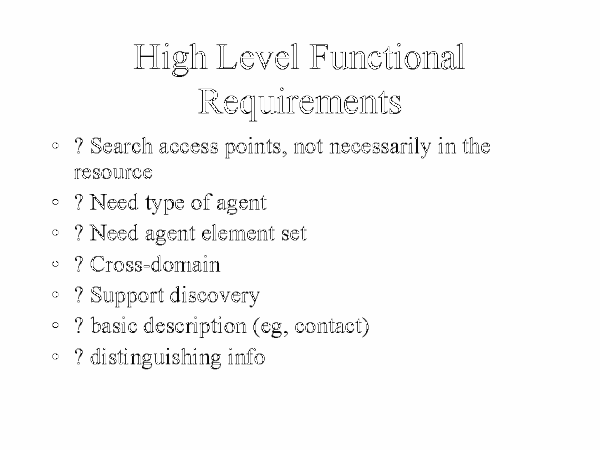 High Level Functional
Requirements
◦ ? Search access points, not necessarily in the
resource
◦ ? Need type of agent
◦ ? Need agent element set
◦ ? Cross-domain
◦ ? Support discovery
◦ ? basic description (eg, contact)
◦ ? distinguishing info